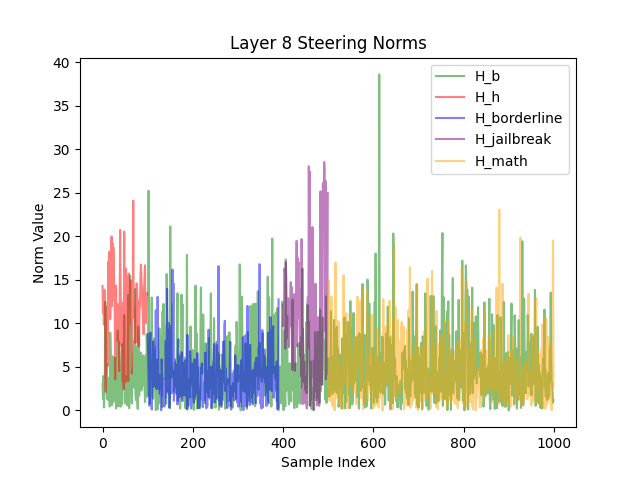 Layer 8 Steering Norms
40
35
30
25
20
15
10
5
0
Norm Value
H_b
H_h
H_borderline
H_jailbreak
H_math
0 200 400 600 800 1000
Sample Index